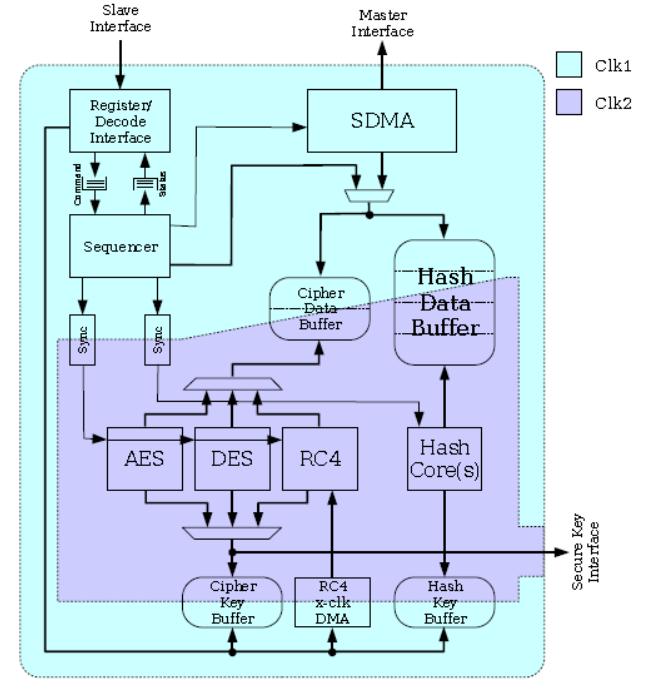 Slave
Interface
Master
Interface
Clk1
Clk2
Register/
Decode
Interface
SDMA
Command
Status
Sequencer
Sync
Sync
Cipher
Data
Buffer
Hash
Data
Buffer
AES
DES
RC4
Hash
Core(s)
Secure Key
Interface
Cipher
Key
Buffer
RC4
x-clk
DMA
Hash
Key
Buffer